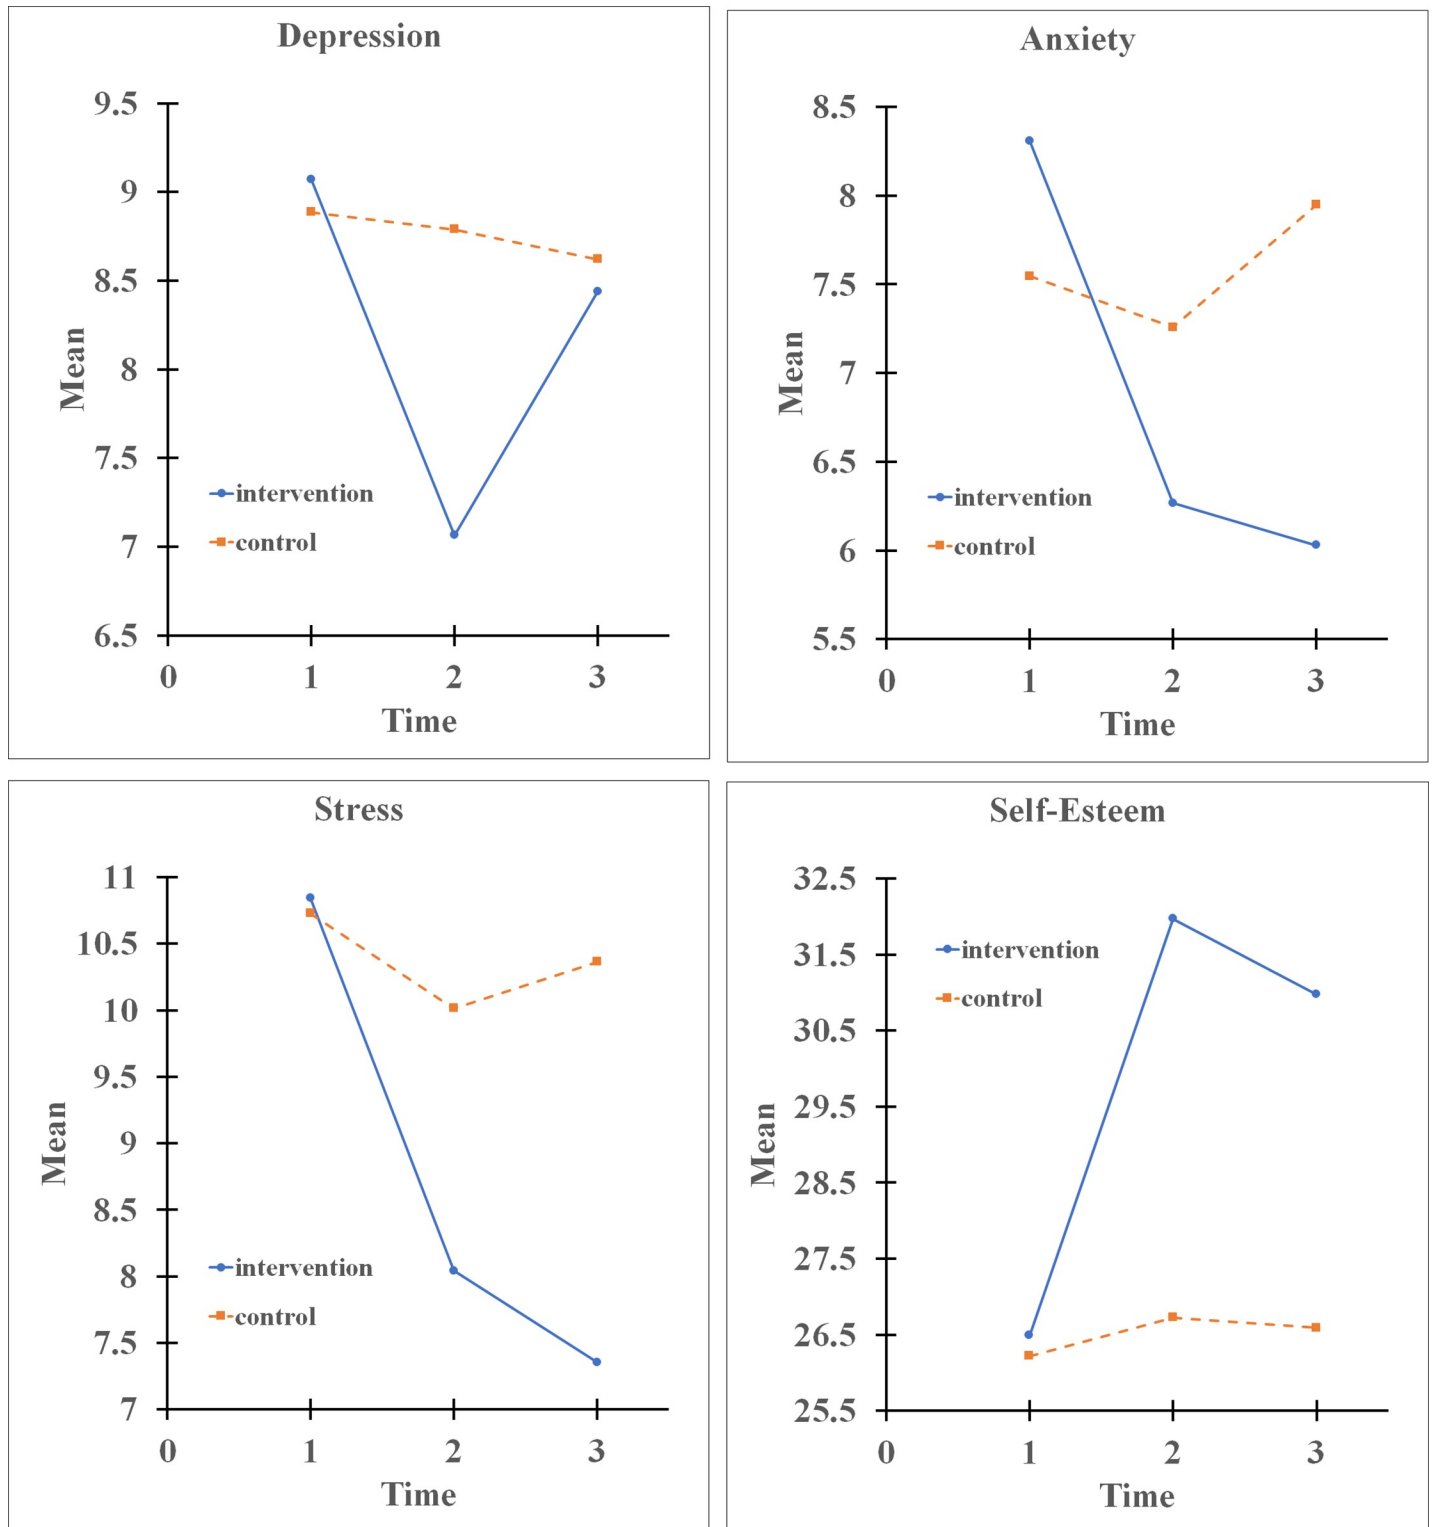 Depression
9.5
9
8.5
8
7.5
7
6.5
Mean
intervention
control
0 1 2 3
Time
Anxiety
8.5
8
7.5
7
6.5
6
5.5
Mean
intervention
control
0 1 2 3
Time
Stress
11
10.5
10
9.5
9
8.5
8
7.5
7
Mean
intervention
control
0 1 2 3
Time
Self-Esteem
32.5
31.5
30.5
29.5
28.5
27.5
26.5
25.5
Mean
intervention
control
0 1 2 3
Time